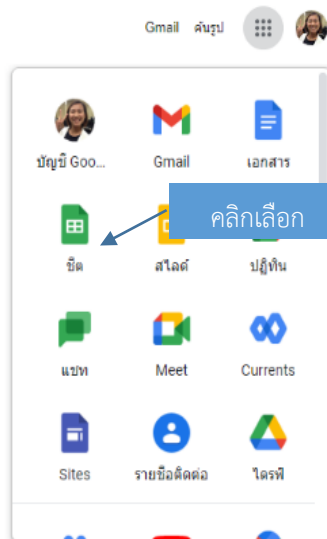 Gmail ค้นรูป
บัญชี Goo... Gmail เอกสาร
คลิกเลือก
ชีต สไลด์ ปฏิทิน
แชท Meet Currents
Sites รายชื่อติดต่อ ไดรฟ์